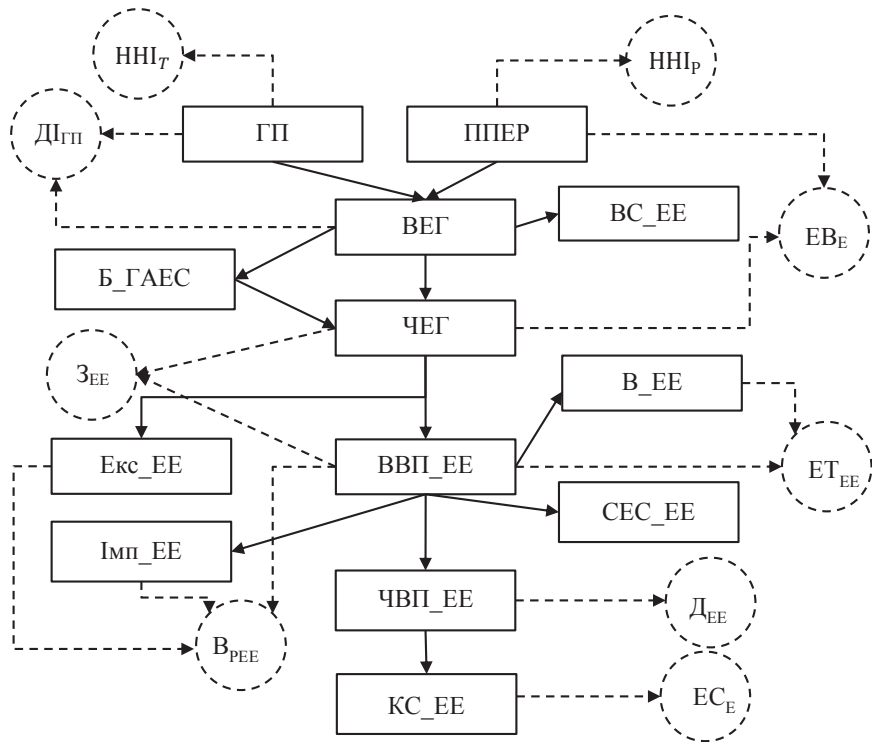 ННІТ
ННІР
ДІГП
ГП
ППЕР
ВЕГ
ВС_ЕЕ
ЕВЕ
Б_ГАЕС
ЧЕГ
ЗЕЕ
В_ЕЕ
Екс_ЕЕ
ВВП_ЕЕ
ЕТЕЕ
СЕС_ЕЕ
Імп_ЕЕ
ЧВП_ЕЕ
ДЕЕ
ВРЕЕ
КС_ЕЕ
ЕСЕ